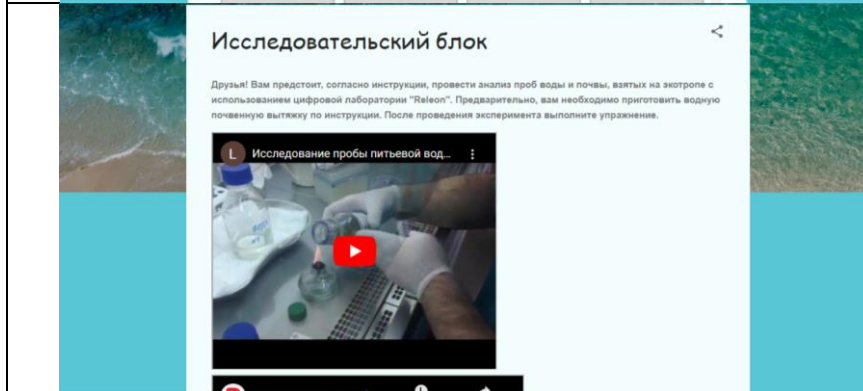 Исследовательский блок
Друзья! Вам предстоит, согласно инструкции, провести анализ проб воды и почвы, взятых на экотропе с
использованием цифровой лаборатории "Releon". Предварительно, вам необходимо приготовить водную
почвенную вытяжку по инструкции. После проведения эксперимента выполните упражнение.
L Исследование пробы питьевой вод...